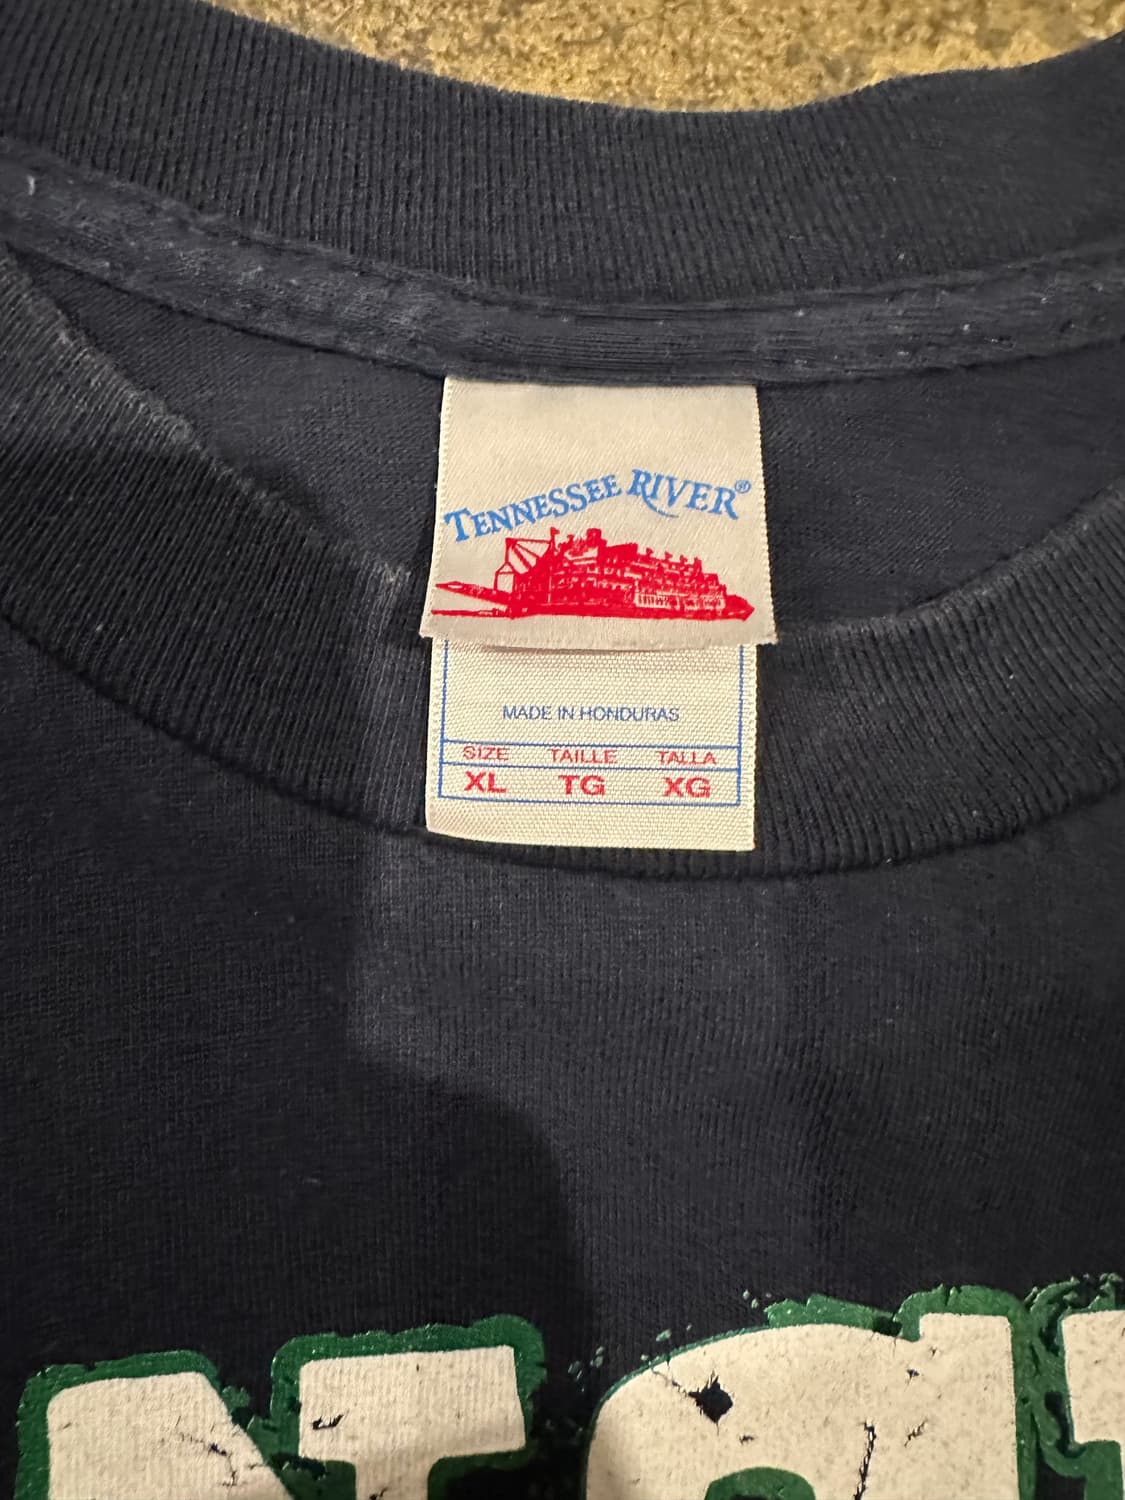 TENNESSEE RIVER®
MADE IN HONDURAS
SIZE TAILLE TALLA
XL TG XG